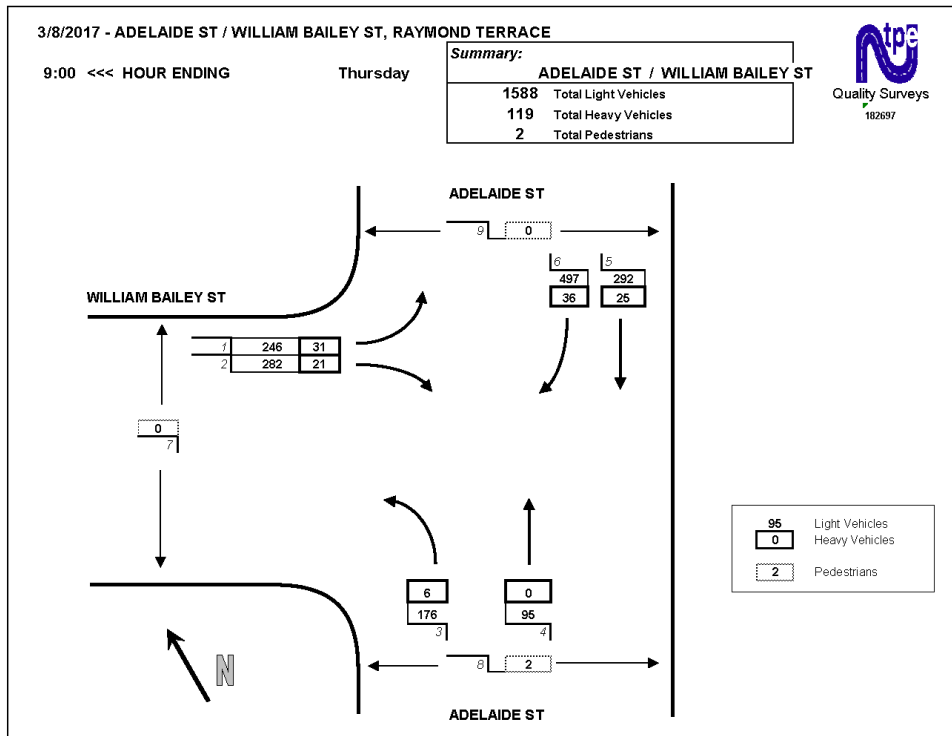 3/8/2017 - ADELAIDE ST / WILLIAM BAILEY ST, RAYMOND TERRACE
9:00 <<< HOUR ENDING Thursday
Summary:
ADELAIDE ST / WILLIAM BAILEY ST
1588 Total Light Vehicles
119 Total Heavy Vehicles
2 Total Pedestrians
tpe
Quality Surveys
182697
ADELAIDE ST
9 0
6 5
497 292
36 25
WILLIAM BAILEY ST
1 246 31
2 282 21
0
7
95 Light Vehicles
0 Heavy Vehicles
2 Pedestrians
6 0
176 95
3 4
8 2
N
ADELAIDE ST